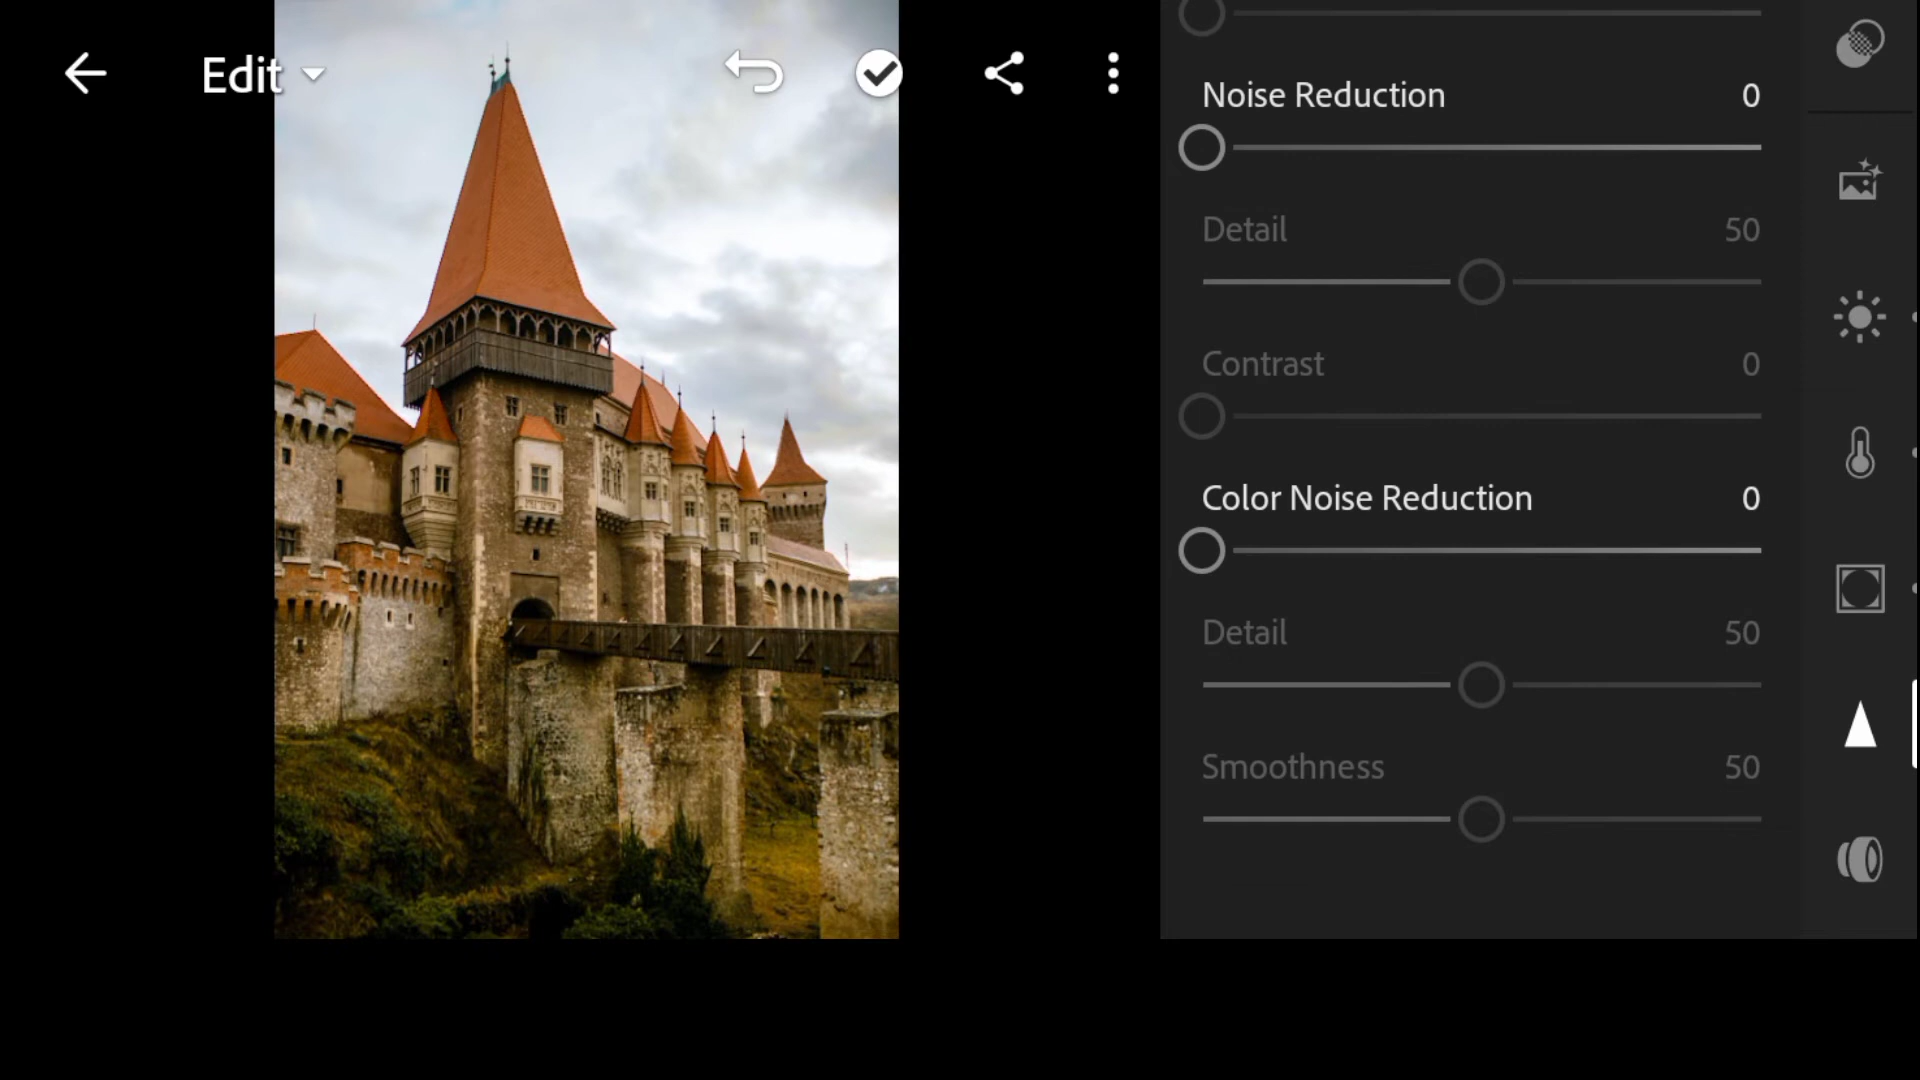 Edit
Noise Reduction 0
Detail 50
Contrast 0
Color Noise Reduction 0
Detail 50
Smoothness 50